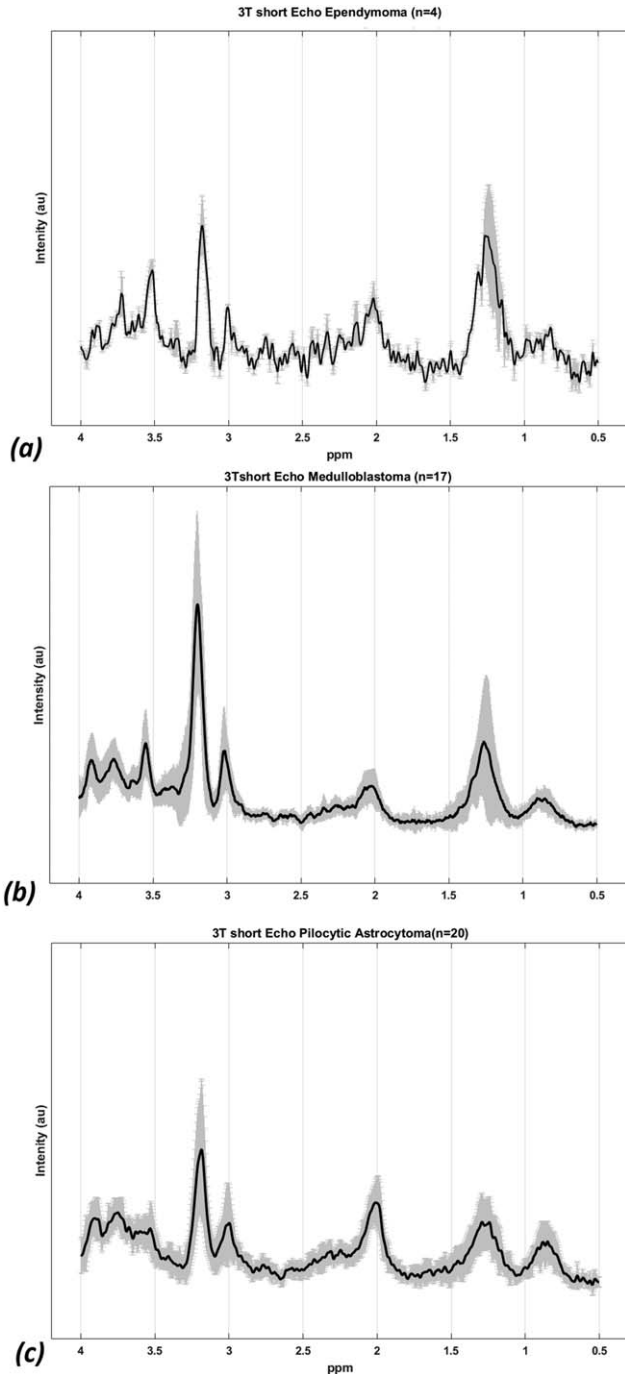 3T short Echo Ependymoma (n=4)
Intenity (au)
4 3.5 3 2.5 2 1.5 1 0.5
(a)
ppm
3Tshort Echo Medulloblastoma (n=17)
Intensity (au)
4 3.5 3 2.5 2 1.5 1 0.5
(b)
3T short Echo Pilocytic Astrocytoma(n=20)
Intenity (au)
4 3.5 3 2.5 2 1.5 1 0.5
(c)
ppm